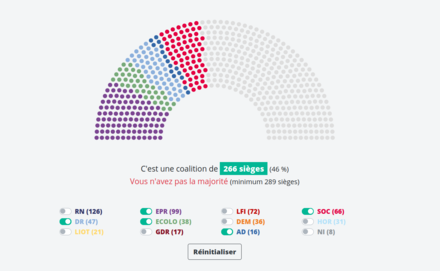 C'est une coalition de 266 sièges (46 %)
Vous n'avez pas la majorité (minimum 289 sièges)
RN (126) EPR (99) LFI (72) SOC (66)
DR (47) ECOLO (38) DEM (36) HOR (31)
LIOT (21) GDR (17) AD (16) NI (8)
Réinitialiser